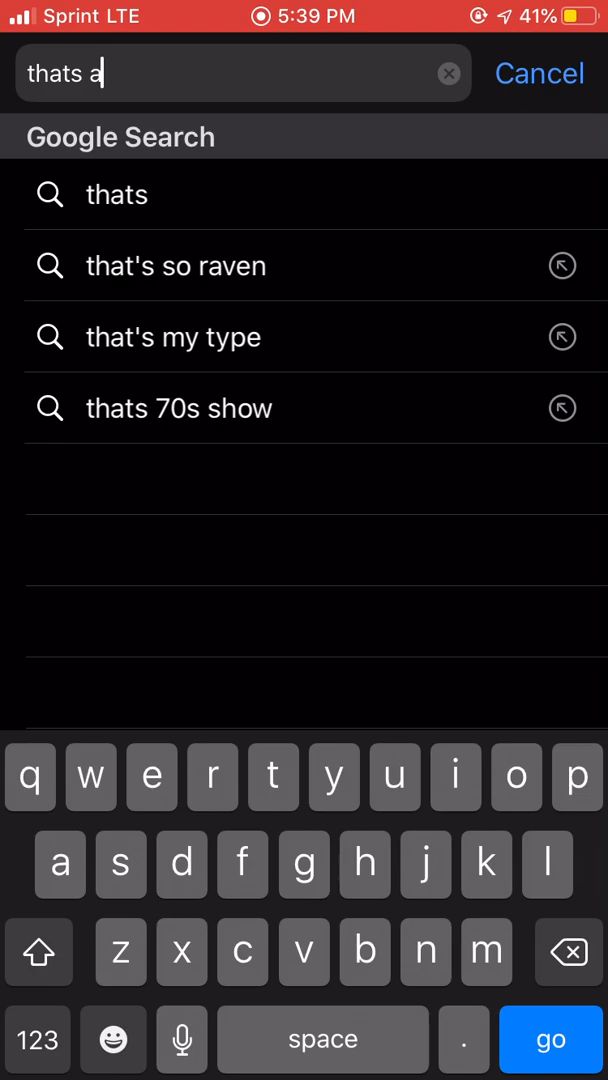 Sprint LTE 5:39 PM 41%
thats a Cancel
Google Search
thats
that's so raven
that's my type
thats 70s show
q w e r t y u i o p
a s d f g h j k l
z x c v b n m
123 space . go